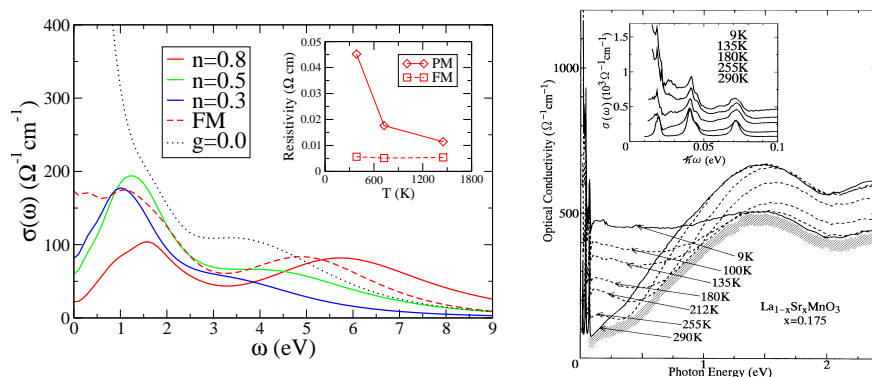 400
350
300
250
200
150
100
50
0
σ(ω) (Ω⁻¹cm⁻¹)
0 1 2 3 4 5 6 7 8 9
ω (eV)
n=0.8
n=0.5
n=0.3
FM
g=0.0
0.05
0.04
0.03
0.02
0.01
0
Resistivity (Ω cm)
0 600 1200 1800
T (K)
PM
FM
1000
500
0
Optical Conductivity (Ω⁻¹cm⁻¹)
1 2
Photon Energy (eV)
1.5
1
0.5
σ(ω) (10³Ω⁻¹cm⁻¹)
0 0.05 0.1
ℏω (eV)
9K
135K
180K
255K
290K
9K
100K
135K
180K
212K
255K
290K
La₁₋ₓSrₓMnO₃
x=0.175